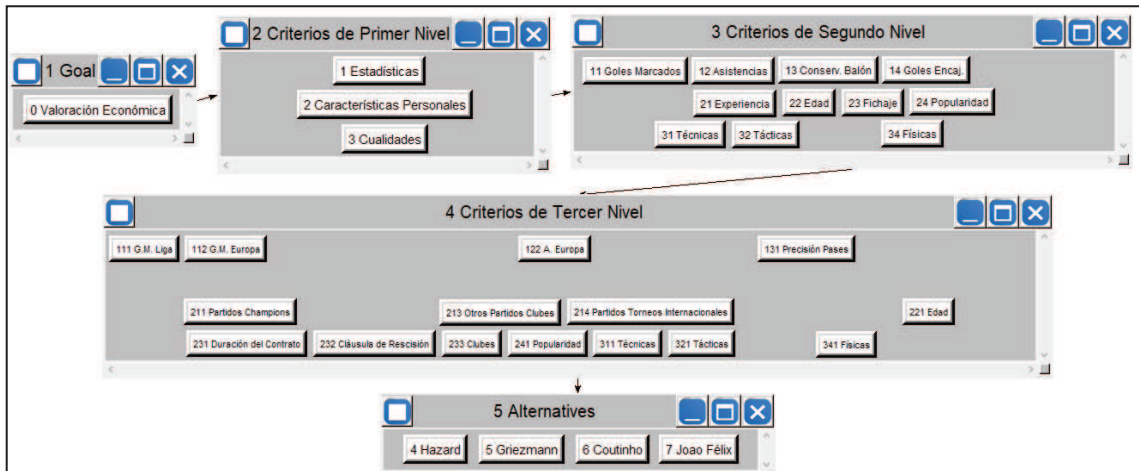 1 Goal
0 Valoración Económica
2 Criterios de Primer Nivel
1 Estadísticas
2 Características Personales
3 Cualidades
3 Criterios de Segundo Nivel
11 Goles Marcados 12 Asistencias 13 Conserv. Balón 14 Goles Encaj.
21 Experiencia 22 Edad 23 Fichaje 24 Popularidad
31 Técnicas 32 Tácticas 34 Físicas
4 Criterios de Tercer Nivel
111 G.M. Liga 112 G.M. Europa 122 A. Europa 131 Precisión Pases
211 Partidos Champions 213 Otros Partidos Clubes 214 Partidos Torneos Internacionales 221 Edad
231 Duración del Contrato 232 Cláusula de Rescisión 233 Clubes 241 Popularidad 311 Técnicas 321 Tácticas 341 Físicas
5 Alternatives
4 Hazard 5 Griezmann 6 Coutinho 7 Joao Félix